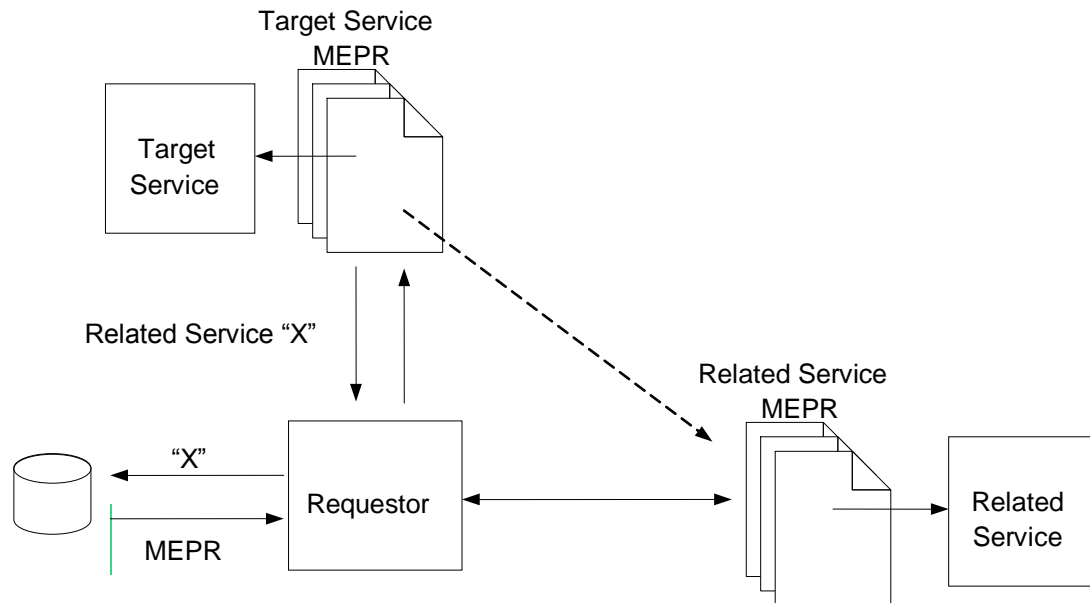 Target Service
MEPR
Target
Service
Related Service “X”
Related Service
MEPR
“X”
Requestor
MEPR
Related
Service